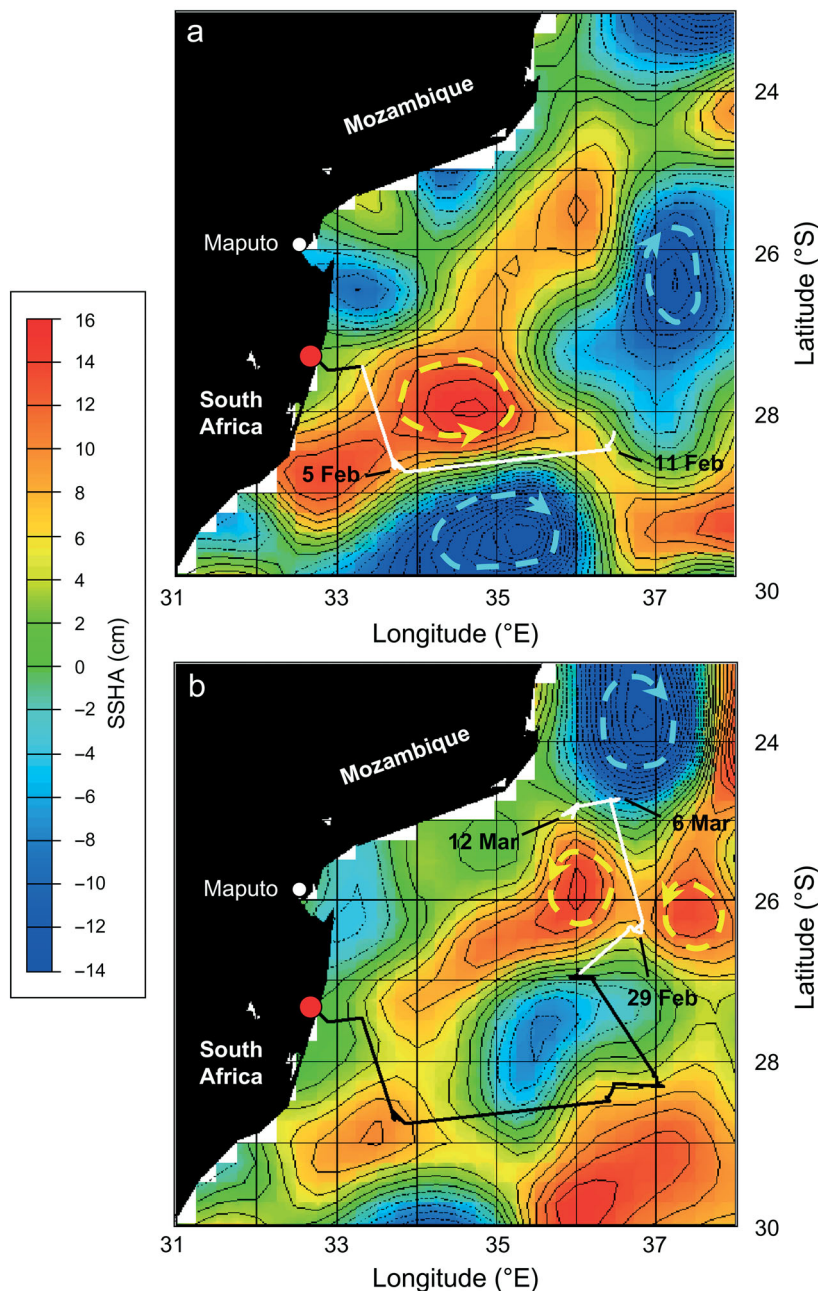 a
Mozambique
Maputo
South
Africa
5 Feb
11 Feb
24
26
28
30
Latitude (°S)
31
33
35
37
Longitude (°E)
16
14
12
10
8
6
4
2
0
−2
−4
−6
−8
−10
−12
−14
SSHA (cm)
b
Mozambique
12 Mar
6 Mar
Maputo
29 Feb
South
Africa
24
26
28
30
Latitude (°S)
31
33
35
37
Longitude (°E)